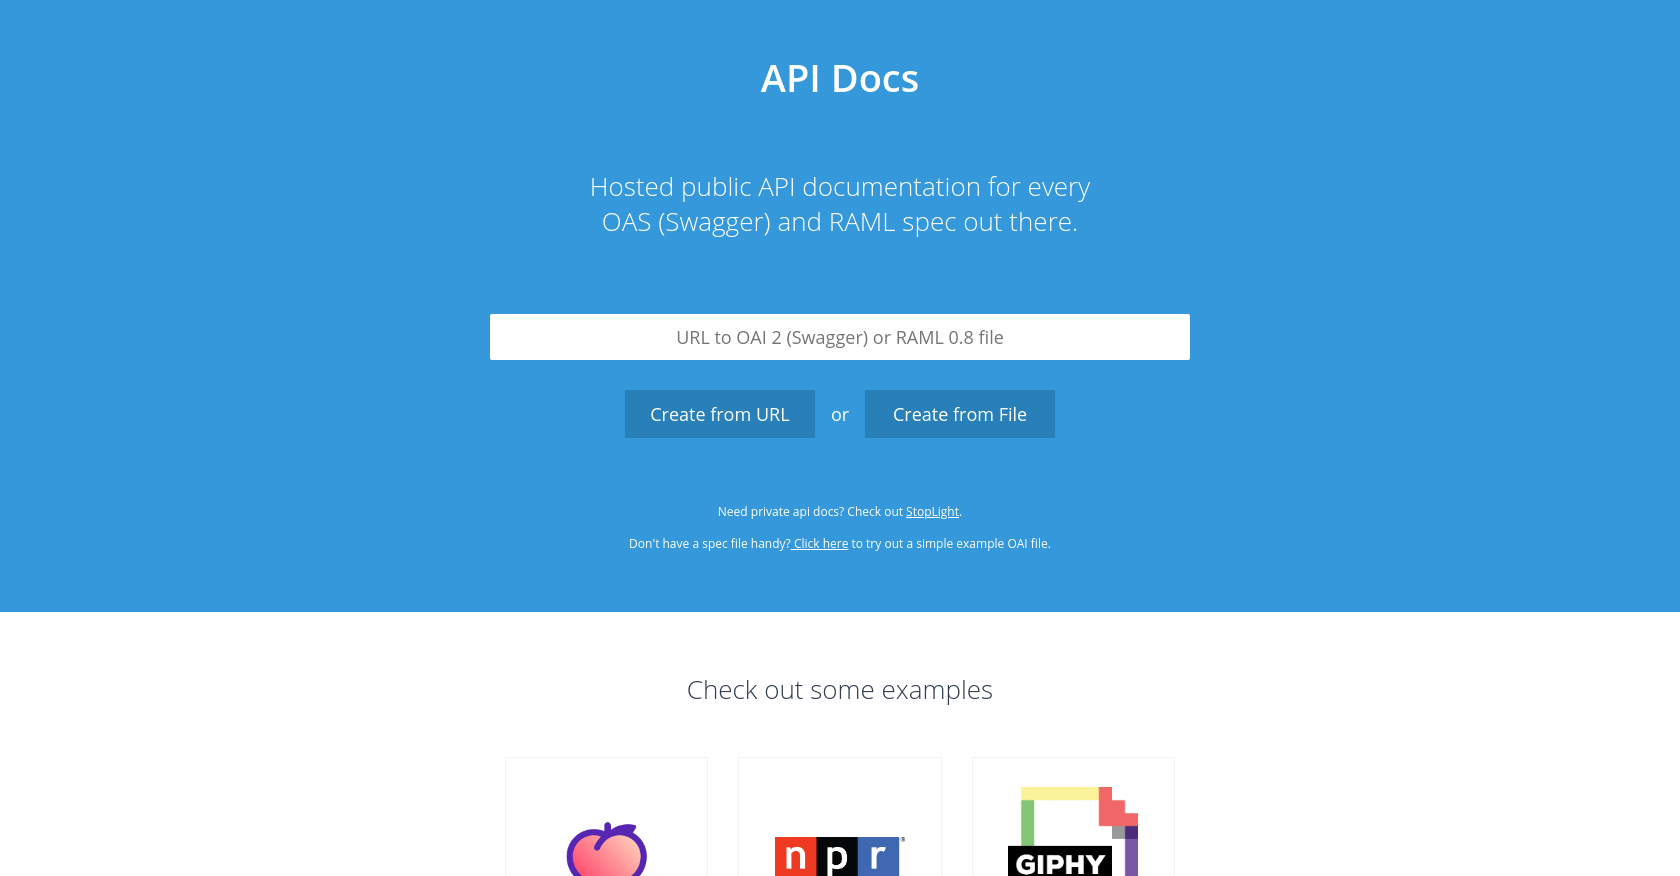 API Docs
Hosted public API documentation for every
OAS (Swagger) and RAML spec out there.
URL to OAI 2 (Swagger) or RAML 0.8 file
Create from URL or Create from File
Need private api docs? Check out StopLight.
Don't have a spec file handy? Click here to try out a simple example OAI file.
Check out some examples
npr
GIPHY